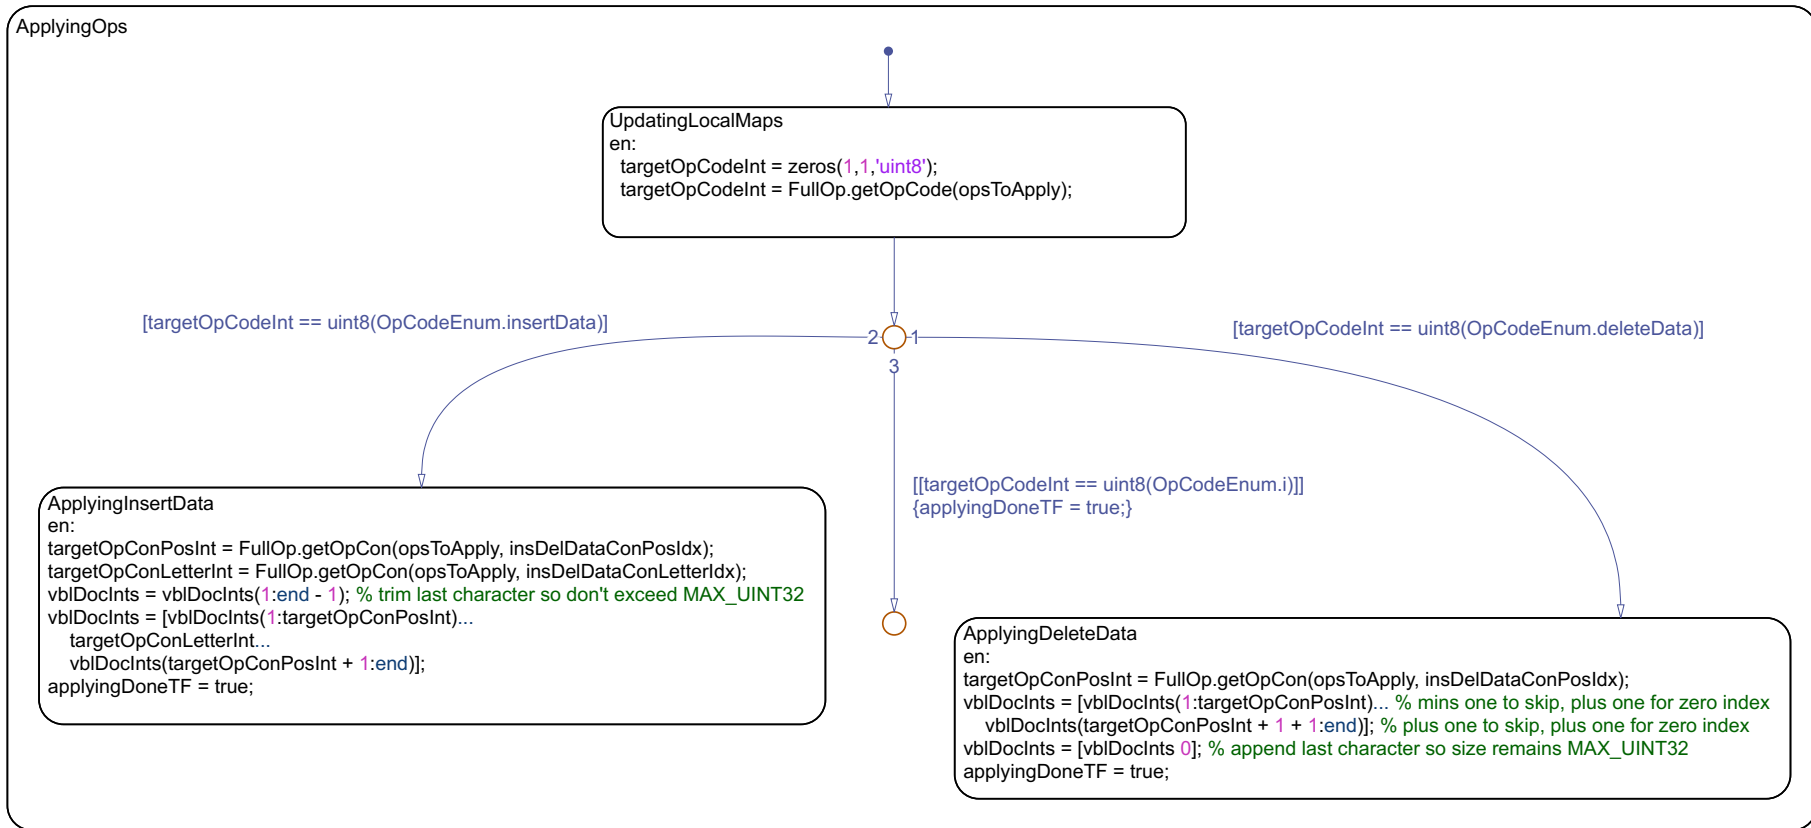 ApplyingOps
UpdatingLocalMaps
en:
targetOpCodeInt = zeros(1,1,'uint8');
targetOpCodeInt = FullOp.getOpCode(opsToApply);
[targetOpCodeInt == uint8(OpCodeEnum.insertData)]
2
1
3
[targetOpCodeInt == uint8(OpCodeEnum.deleteData)]
[[targetOpCodeInt == uint8(OpCodeEnum.i)]]
{applyingDoneTF = true;}
ApplyingInsertData
en:
targetOpConPosInt = FullOp.getOpCon(opsToApply, insDelDataConPosIdx);
targetOpConLetterInt = FullOp.getOpCon(opsToApply, insDelDataConLetterIdx);
vblDocInts = vblDocInts(1:end - 1); % trim last character so don't exceed MAX_UINT32
vblDocInts = [vblDocInts(1:targetOpConPosInt)...
targetOpConLetterInt...
vblDocInts(targetOpConPosInt + 1:end)];
applyingDoneTF = true;
ApplyingDeleteData
en:
targetOpConPosInt = FullOp.getOpCon(opsToApply, insDelDataConPosIdx);
vblDocInts = [vblDocInts(1:targetOpConPosInt)... % mins one to skip, plus one for zero index
vblDocInts(targetOpConPosInt + 1 + 1:end)]; % plus one to skip, plus one for zero index
vblDocInts = [vblDocInts 0]; % append last character so size remains MAX_UINT32
applyingDoneTF = true;